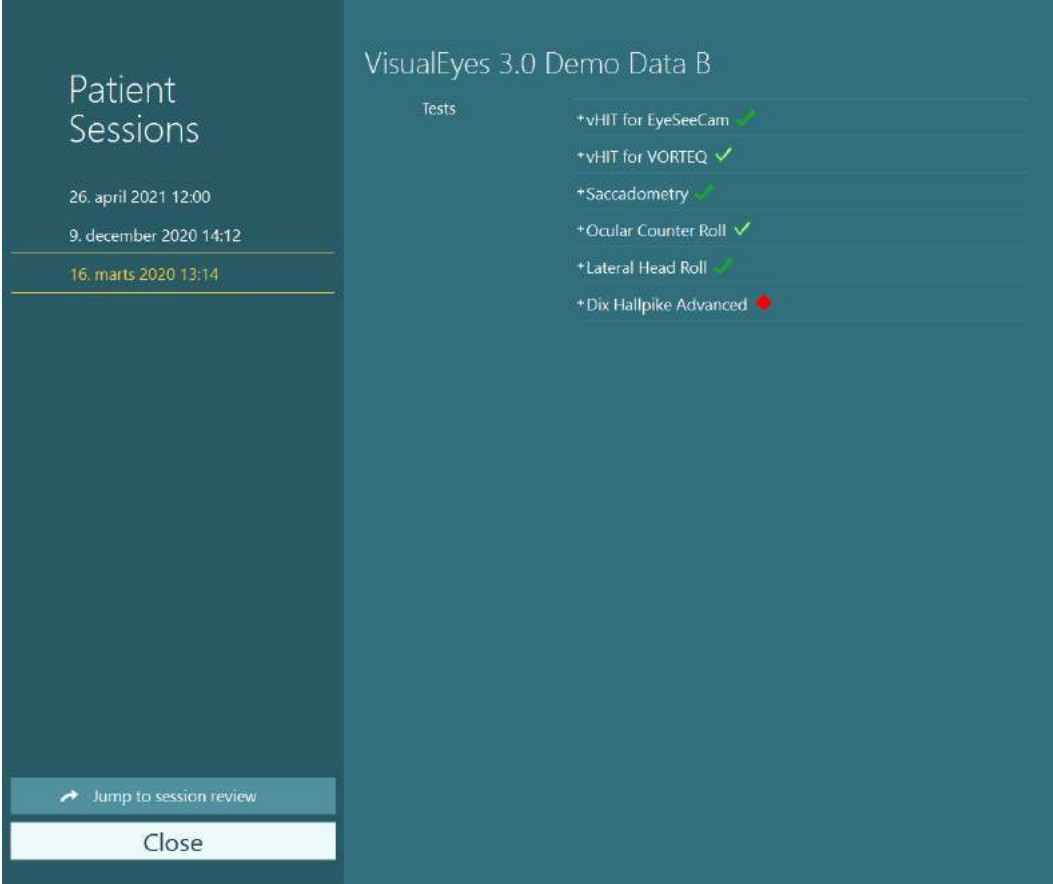 Patient
Sessions
26. april 2021 12:00
9. december 2020 14:12
16. marts 2020 13:14
Jump to session review
Close
VisualEyes 3.0 Demo Data B
Tests
+vHIT for EyeSeeCam
+vHIT for VORTEQ
+Saccadometry
+Ocular Counter Roll
+Lateral Head Roll
+Dix Hallpike Advanced